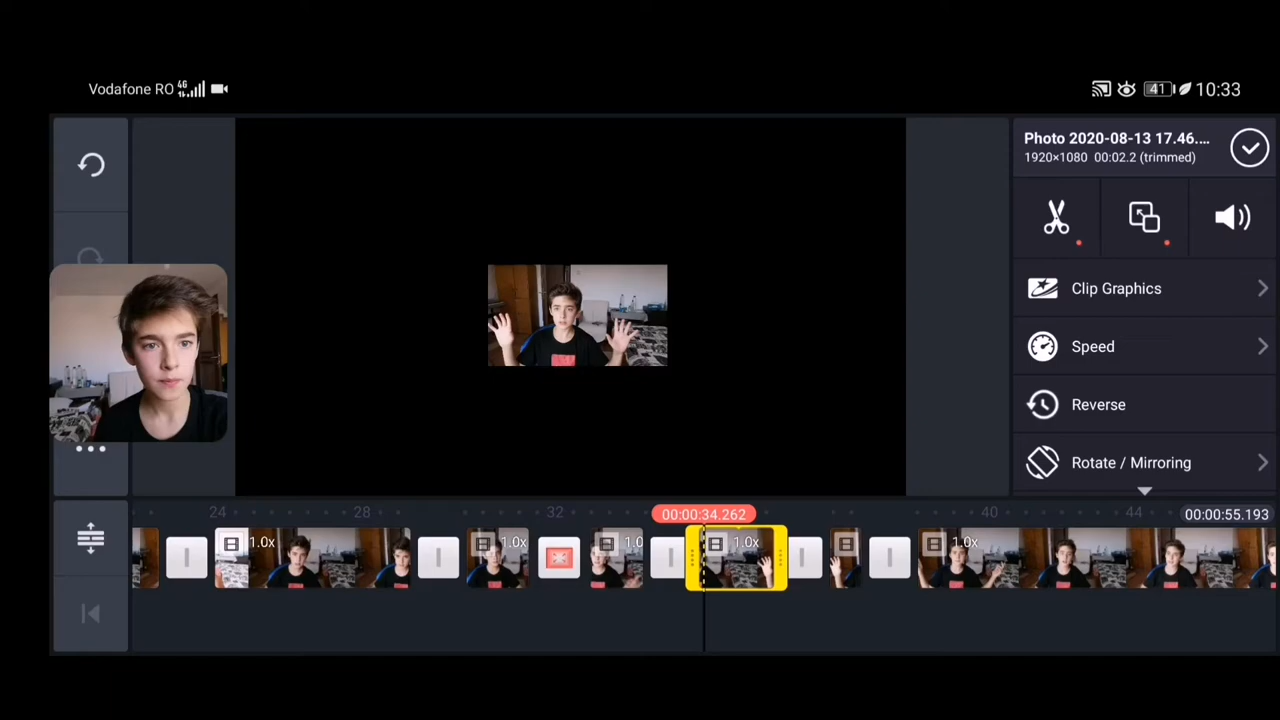 Vodafone RO 4G
41 10:33
Photo 2020-08-13 17.46....
1920×1080 00:02.2 (trimmed)
Clip Graphics
Speed
Reverse
Rotate / Mirroring
24 28 32 40 44
00:00:34.262
00:00:55.193
1.0x 1.0x 1.0 1.0x 1.0x